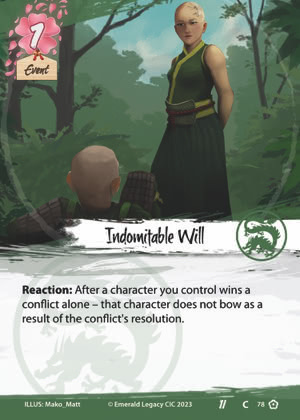 1
Event
Indomitable Will
Reaction: After a character you control wins a
conflict alone – that character does not bow as a
result of the conflict's resolution.
ILLUS: Mako_Matt © Emerald Legacy CIC 2023 C 78